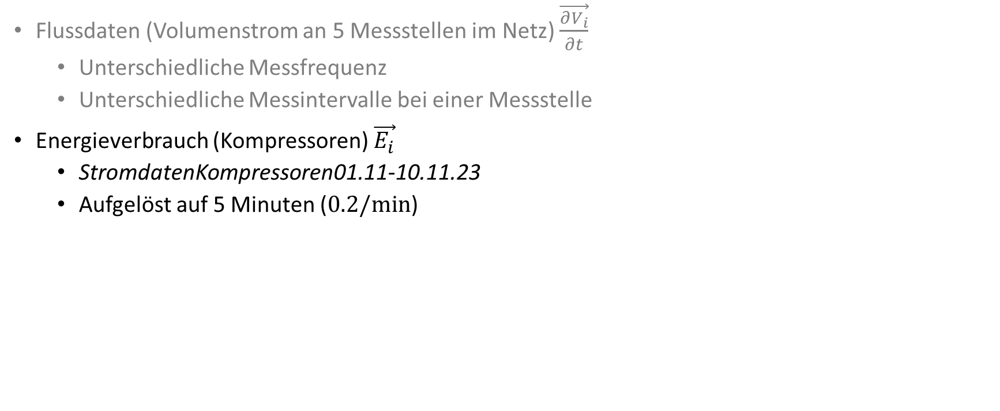 • Flussdaten (Volumenstrom an 5 Messstellen im Netz) $\overrightarrow{\frac{\partial V_i}{\partial t}}$
• Unterschiedliche Messfrequenz
• Unterschiedliche Messintervalle bei einer Messstelle
• Energieverbrauch (Kompressoren) $\overrightarrow{E_i}$
• StromdatenKompressoren01.11-10.11.23
• Aufgelöst auf 5 Minuten (0.2/min)